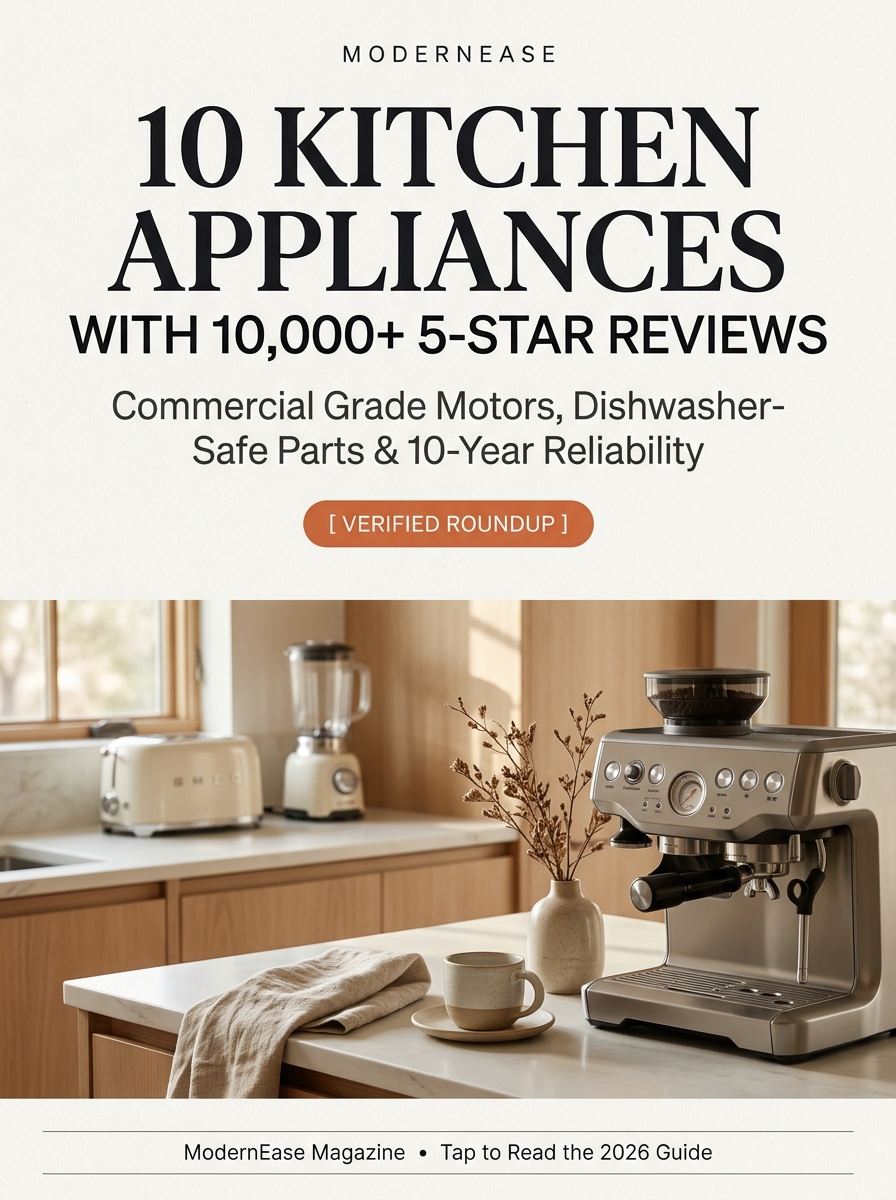 MODERNEASE
10 KITCHEN
APPLIANCES
WITH 10,000+ 5-STAR REVIEWS
Commercial Grade Motors, Dishwasher-
Safe Parts & 10-Year Reliability
[ VERIFIED ROUNDUP ]
SMEG
ModernEase Magazine • Tap to Read the 2026 Guide